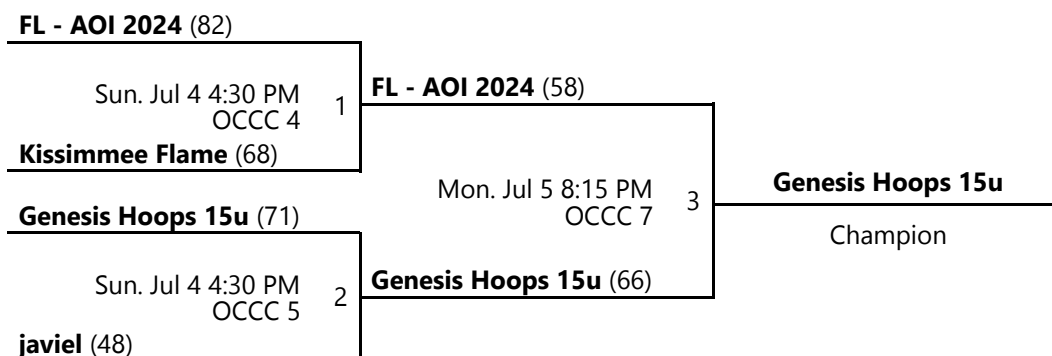 FL - AOI 2024 (82)
Sun. Jul 4 4:30 PM
OCCC 4
1
Kissimmee Flame (68)
FL - AOI 2024 (58)
Genesis Hoops 15u (71)
Sun. Jul 4 4:30 PM
OCCC 5
2
javiel (48)
Mon. Jul 5 8:15 PM
OCCC 7
3
Genesis Hoops 15u (66)
Genesis Hoops 15u
Champion